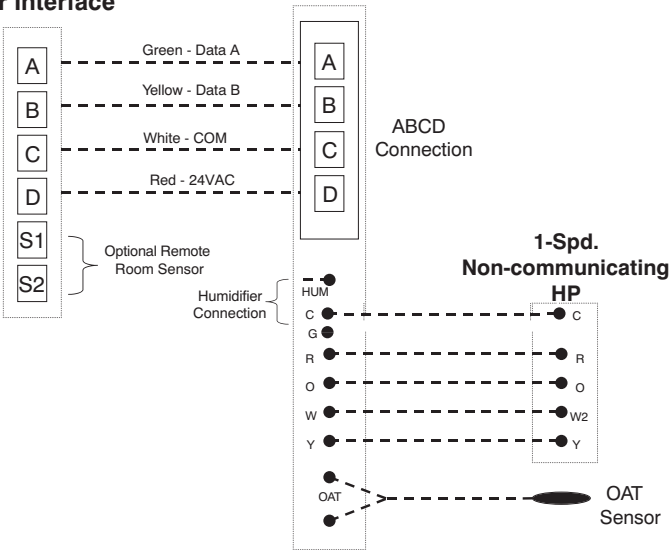 r Interface
A
B
C
D
S1
S2
Green - Data A
Yellow - Data B
White - COM
Red - 24VAC
A
B
C
D
ABCD
Connection
Optional Remote
Room Sensor
Humidifier
Connection
HUM
C
G
R
O
W
Y
OAT
1-Spd.
Non-communicating
HP
C
R
O
W2
Y
OAT
Sensor